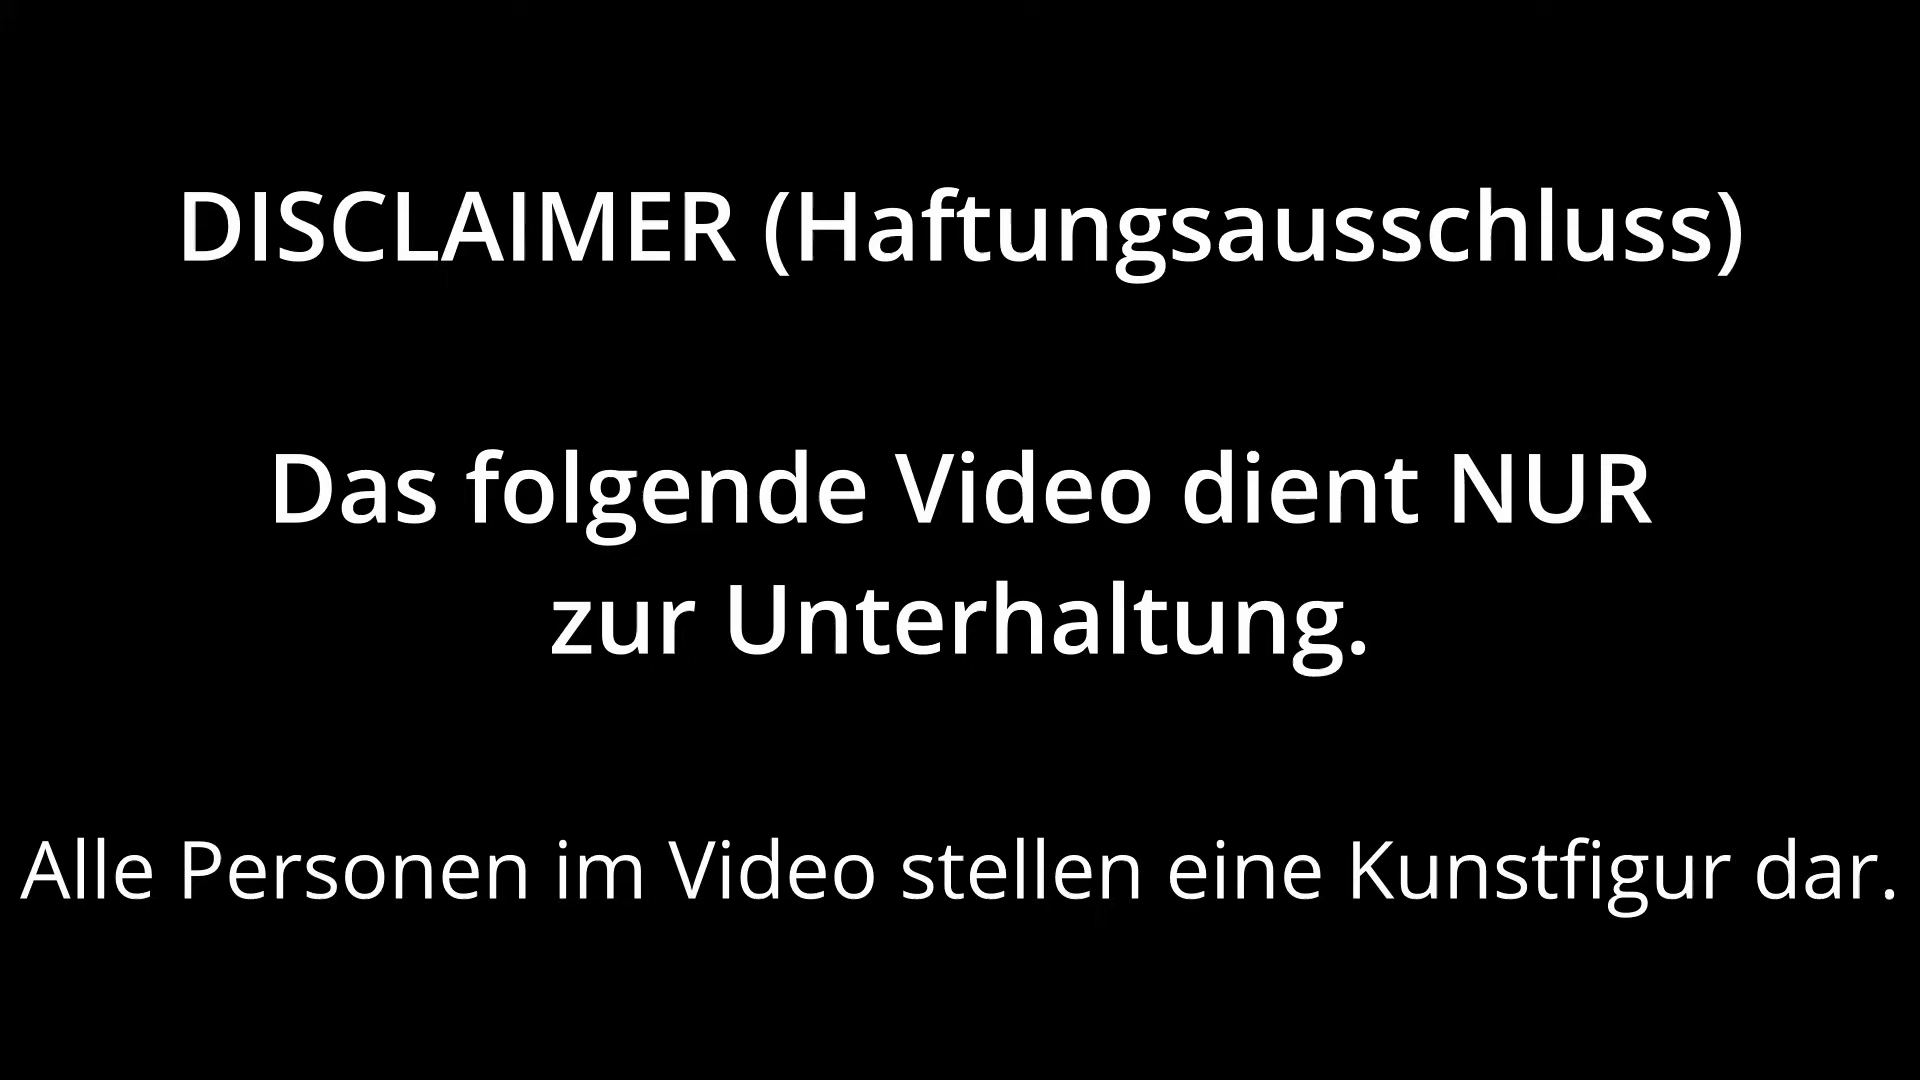 DISCLAIMER (Haftungsausschluss)
Das folgende Video dient NUR
zur Unterhaltung.
Alle Personen im Video stellen eine Kunstfigur dar.